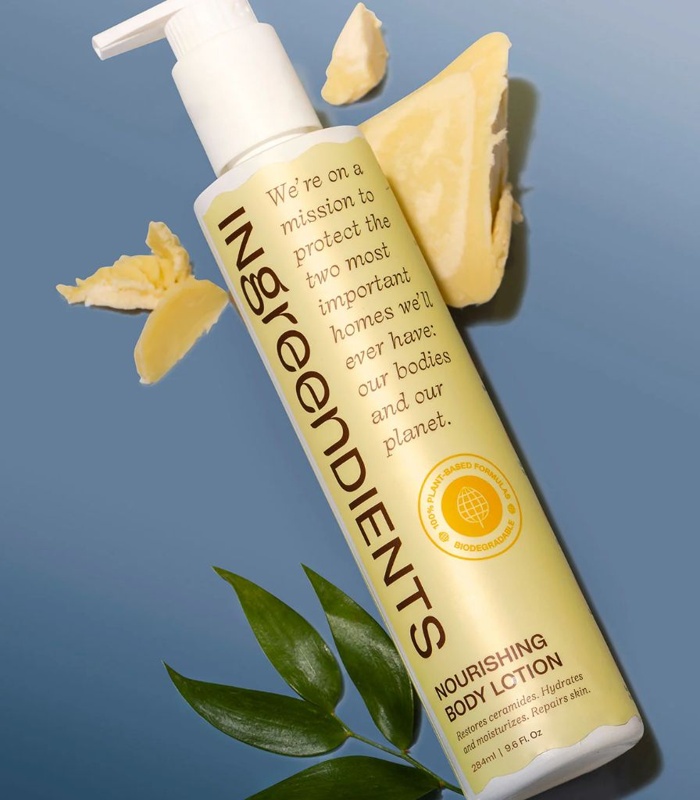 INgreenDIENTS
We're on a
mission to
protect the
two most
important
homes we'll
ever have:
our bodies
and our
planet.
100% PLANT-BASED FORMULAS
BIODEGRADABLE
NOURISHING
BODY LOTION
Restores ceramides. Hydrates
and moisturizes. Repairs skin.
284ml | 9.6 Fl. Oz